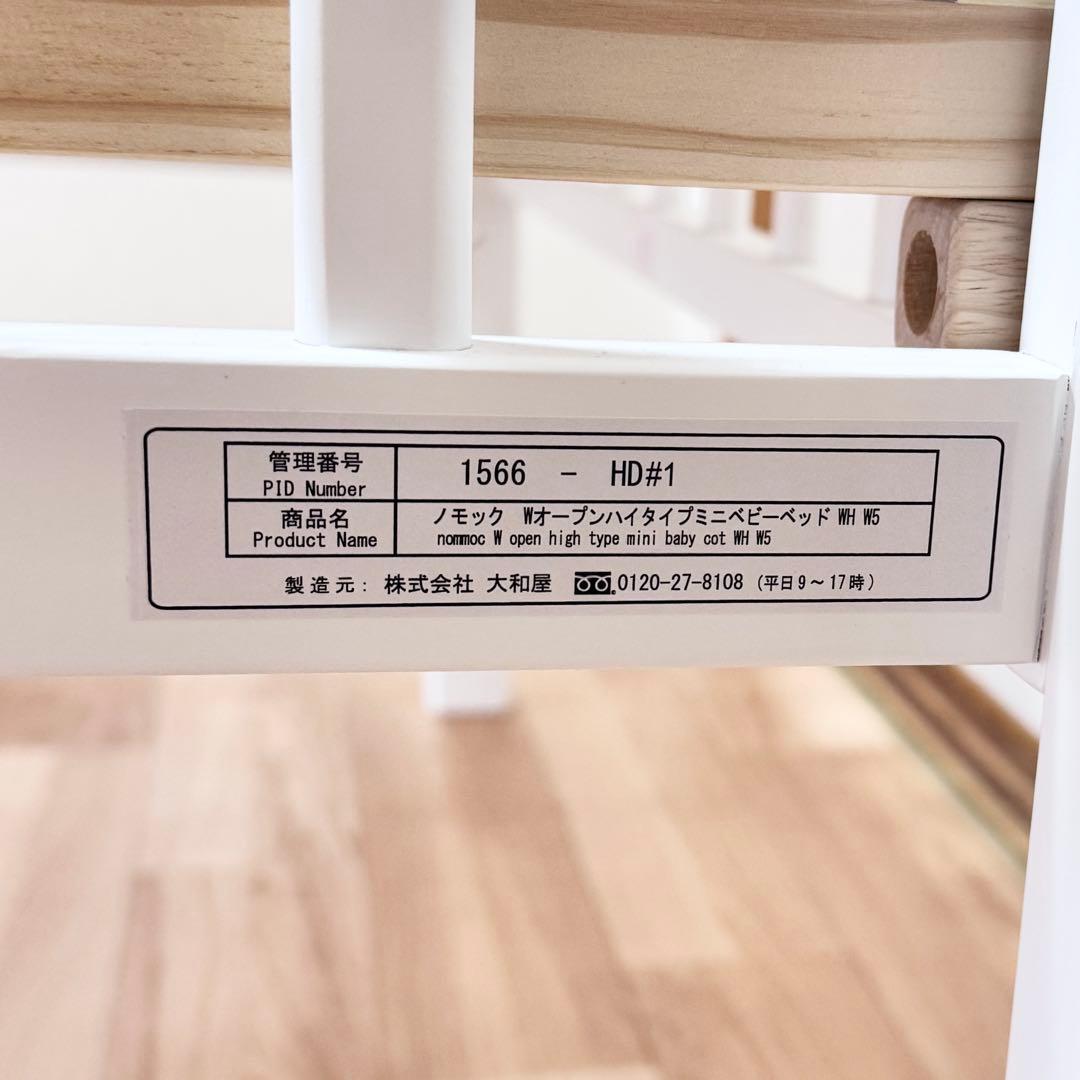 管理番号 1566 - HD#1
PID Number
商品名 ノモック Wオープンハイタイプミニベビーベッド WH W5
Product Name nommoc W open high type mini baby cot WH W5
製造元: 株式会社 大和屋 0120-27-8108 (平日9〜17時)